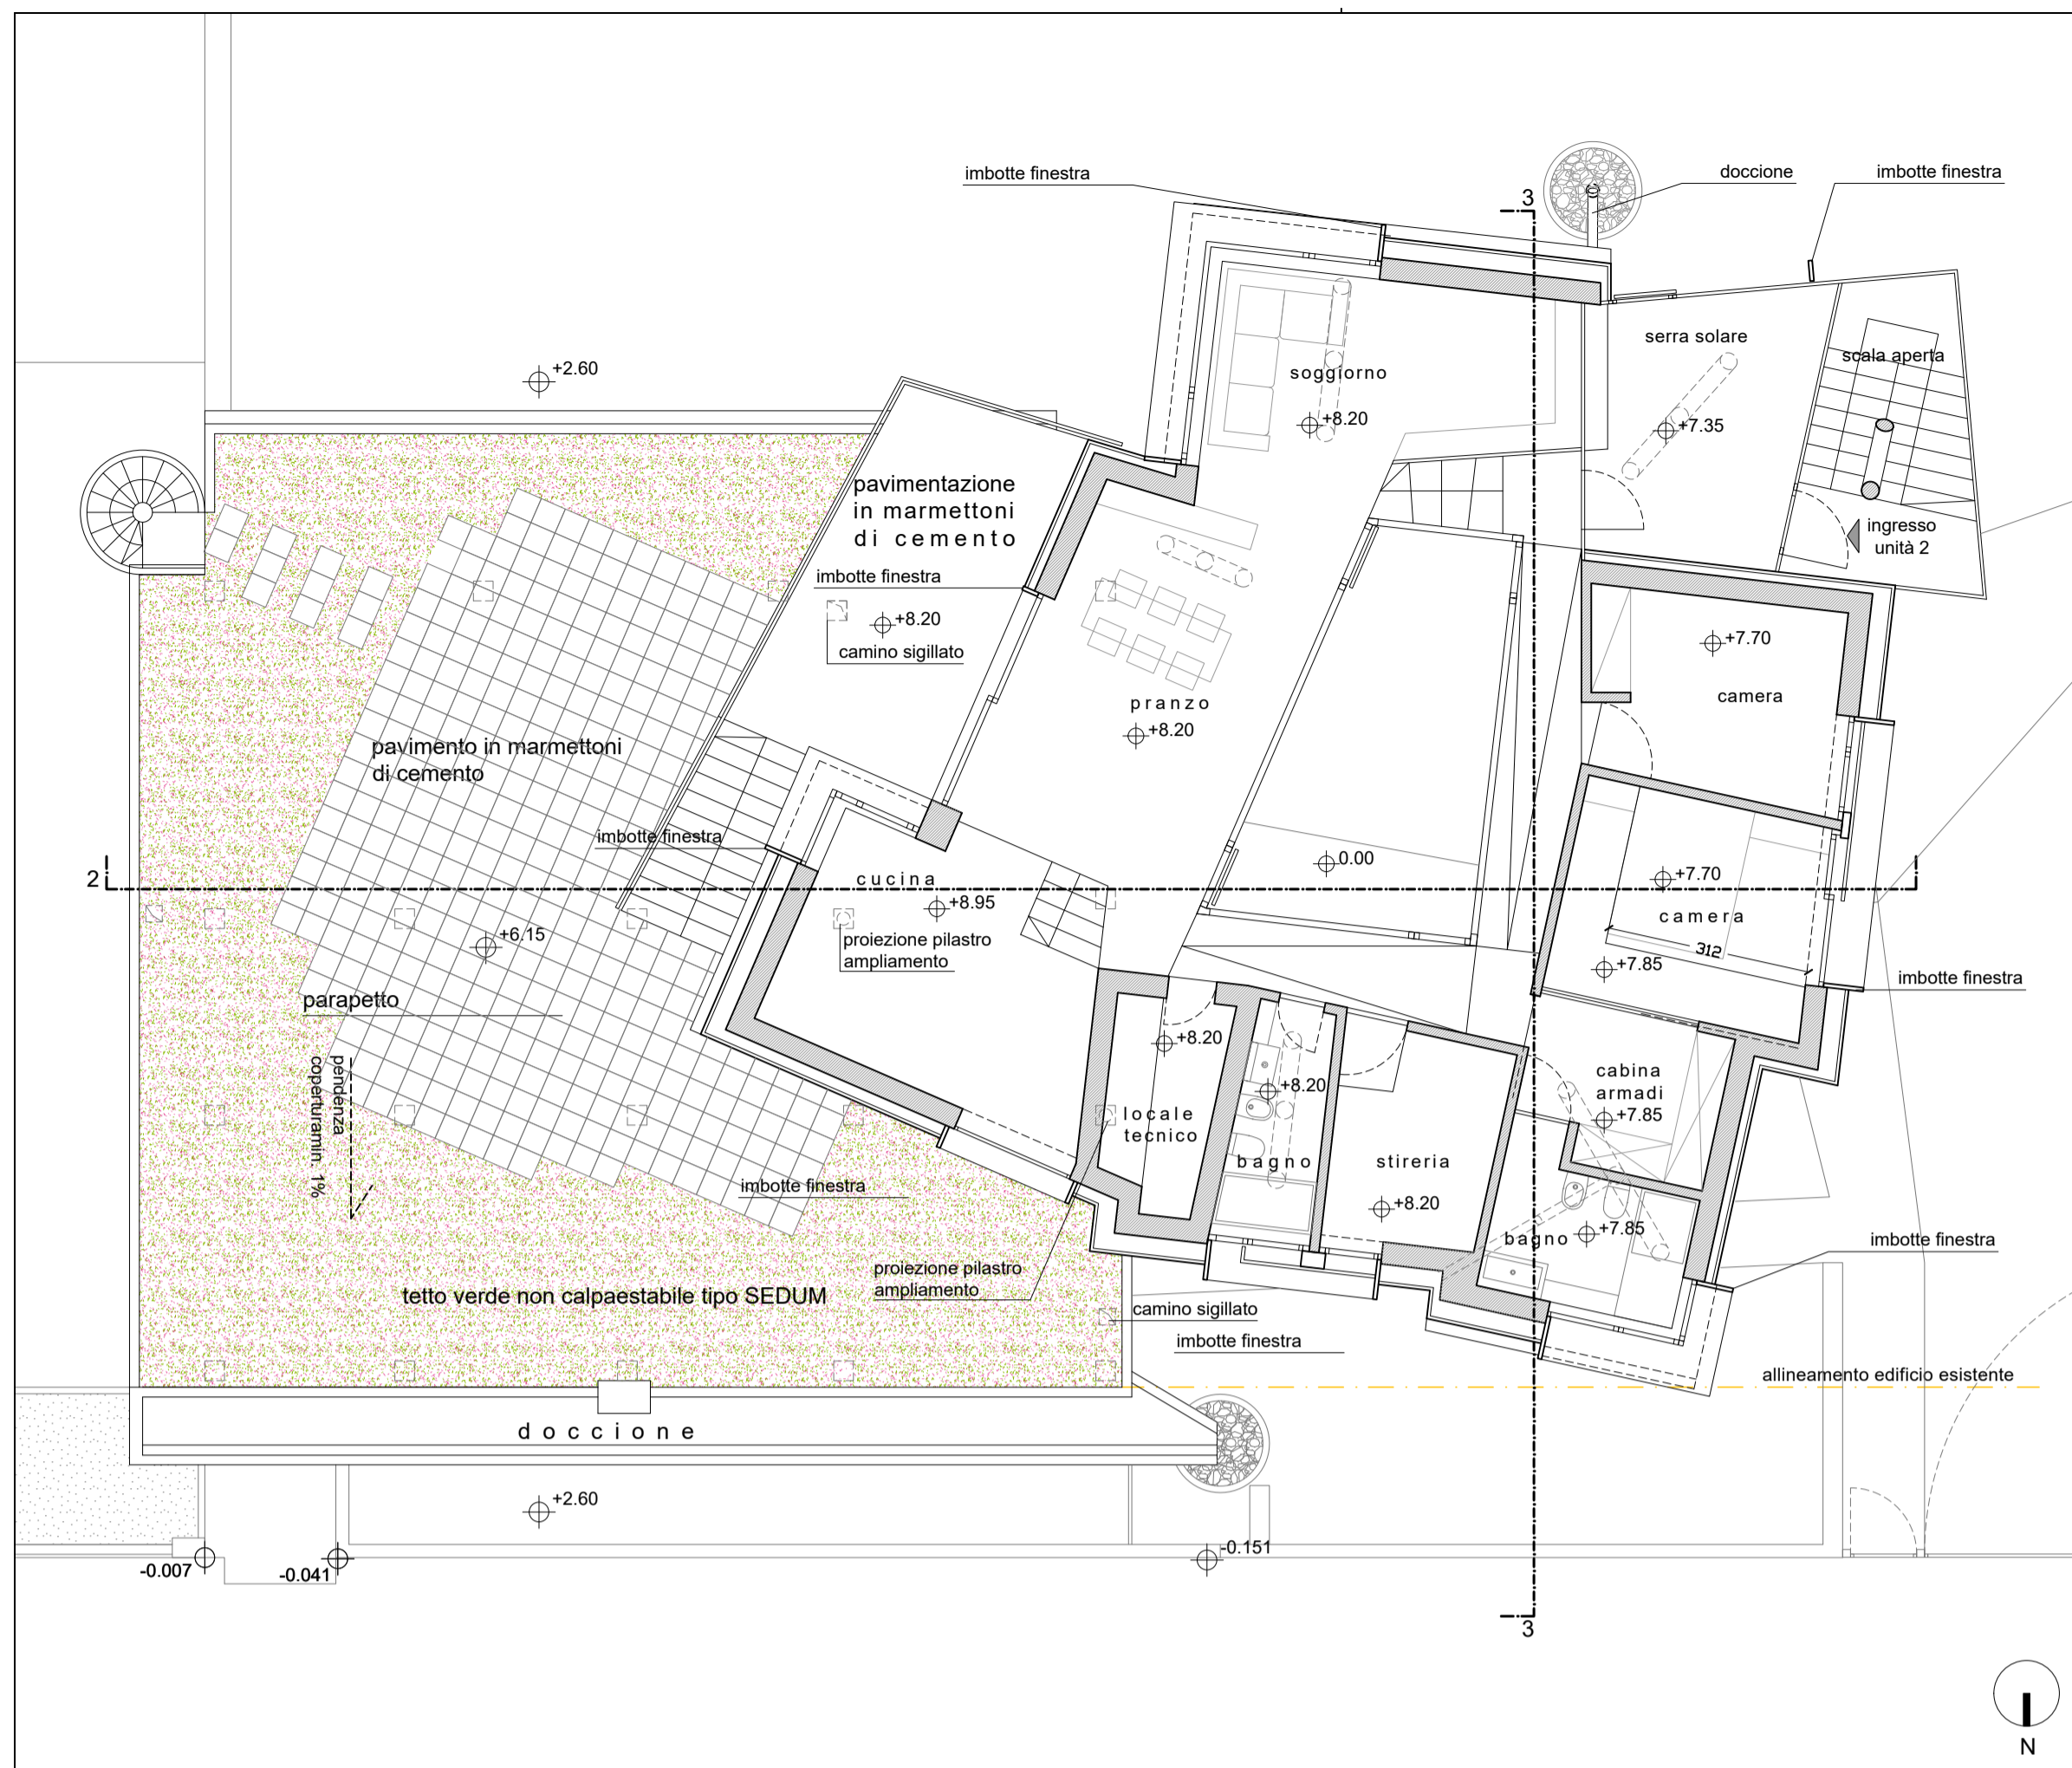 imbotte finestra
doccione
imbotte finestra
3
serra solare
scala aperta
soggiorno
+2.60
+8.20
+7.35
pavimentazione
in marmettoni
di cemento
ingresso
unità 2
imbotte finestra
+8.20
camino sigillato
+7.70
camera
pranzo
+8.20
pavimento in marmettoni
di cemento
imbotte finestra
0.00
2
cucina
+8.95
+7.70
camera
312
+7.85
+6.15
proiezione pilastro
ampliamento
imbotte finestra
parapetto
pendenza
coperturamin. 1%
+8.20
+8.20
cabina
armadi
+7.85
locale
tecnico
bagno
stireria
+8.20
imbotte finestra
bagno
+7.85
imbotte finestra
proiezione pilastro
ampliamento
tetto verde non calpaestabile tipo SEDUM
camino sigillato
imbotte finestra
allineamento edificio esistente
doccione
+2.60
-0.007
-0.041
-0.151
3
N